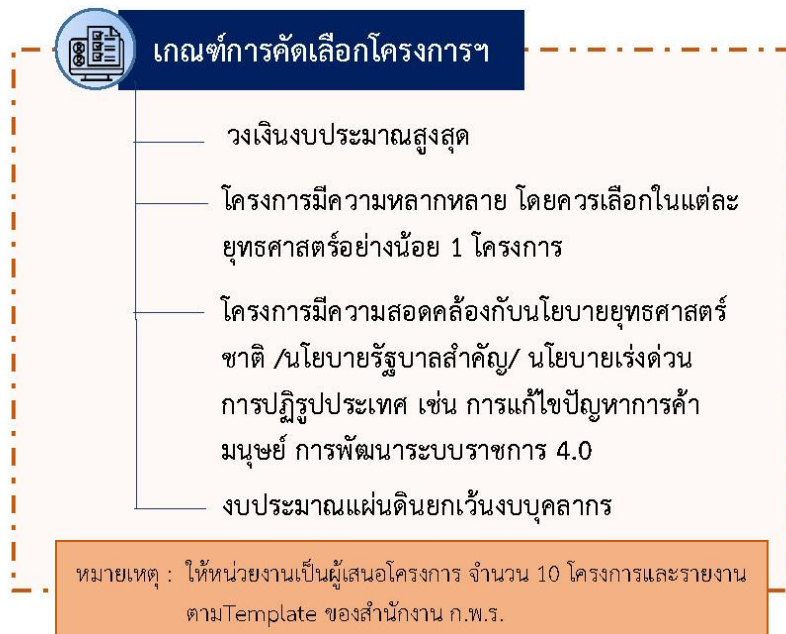 เกณฑ์การคัดเลือกโครงการฯ
วงเงินงบประมาณสูงสุด
โครงการมีความหลากหลาย โดยควรเลือกในแต่ละ
ยุทธศาสตร์อย่างน้อย 1 โครงการ
โครงการมีความสอดคล้องกับนโยบายยุทธศาสตร์
ชาติ /นโยบายรัฐบาลสำคัญ/ นโยบายเร่งด่วน
การปฏิรูปประเทศ เช่น การแก้ไขปัญหาการค้า
มนุษย์ การพัฒนาระบบราชการ 4.0
งบประมาณแผ่นดินยกเว้นงบบุคลากร
หมายเหตุ : ให้หน่วยงานเป็นผู้เสนอโครงการ จำนวน 10 โครงการและรายงาน
ตามTemplate ของสำนักงาน ก.พ.ร.